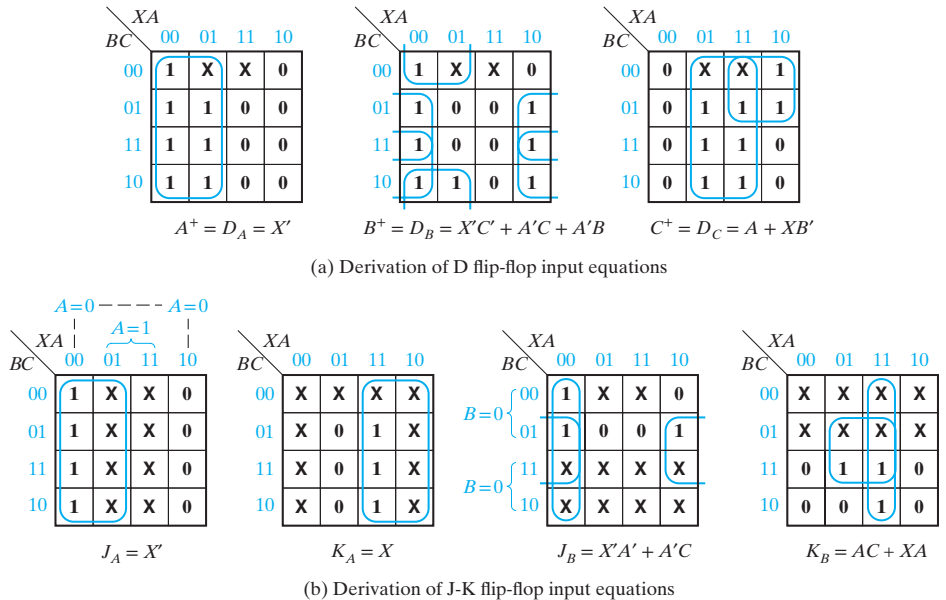 XA XA XA
BC 00 01 11 10 BC 00 01 11 10 BC 00 01 11 10
00 1 X X 0 00 1 X X 0 00 0 X X 1
01 1 1 0 0 01 1 0 0 1 01 0 1 1 1
11 1 1 0 0 11 1 0 0 1 11 0 1 1 0
10 1 1 0 0 10 1 1 0 1 10 0 1 1 0
A⁺ = D_A = X′ B⁺ = D_B = X′C′ + A′C + A′B C⁺ = D_C = A + XB′
(a) Derivation of D flip-flop input equations
A=0 A=0
XA A=1 XA XA XA
BC 00 01 11 10 BC 00 01 11 10 BC 00 01 11 10 BC 00 01 11 10
00 1 X X 0 00 X X X X 00 1 X X 0 00 X X X X
B=0
01 1 X X 0 01 X 0 1 X 01 1 0 0 1 01 X X X X
11 1 X X 0 11 X 0 1 X 11 X X X X 11 0 1 1 0
B=0
10 1 X X 0 10 X 0 1 X 10 X X X X 10 0 0 1 0
J_A = X′ K_A = X J_B = X′A′ + A′C K_B = AC + XA
(b) Derivation of J-K flip-flop input equations